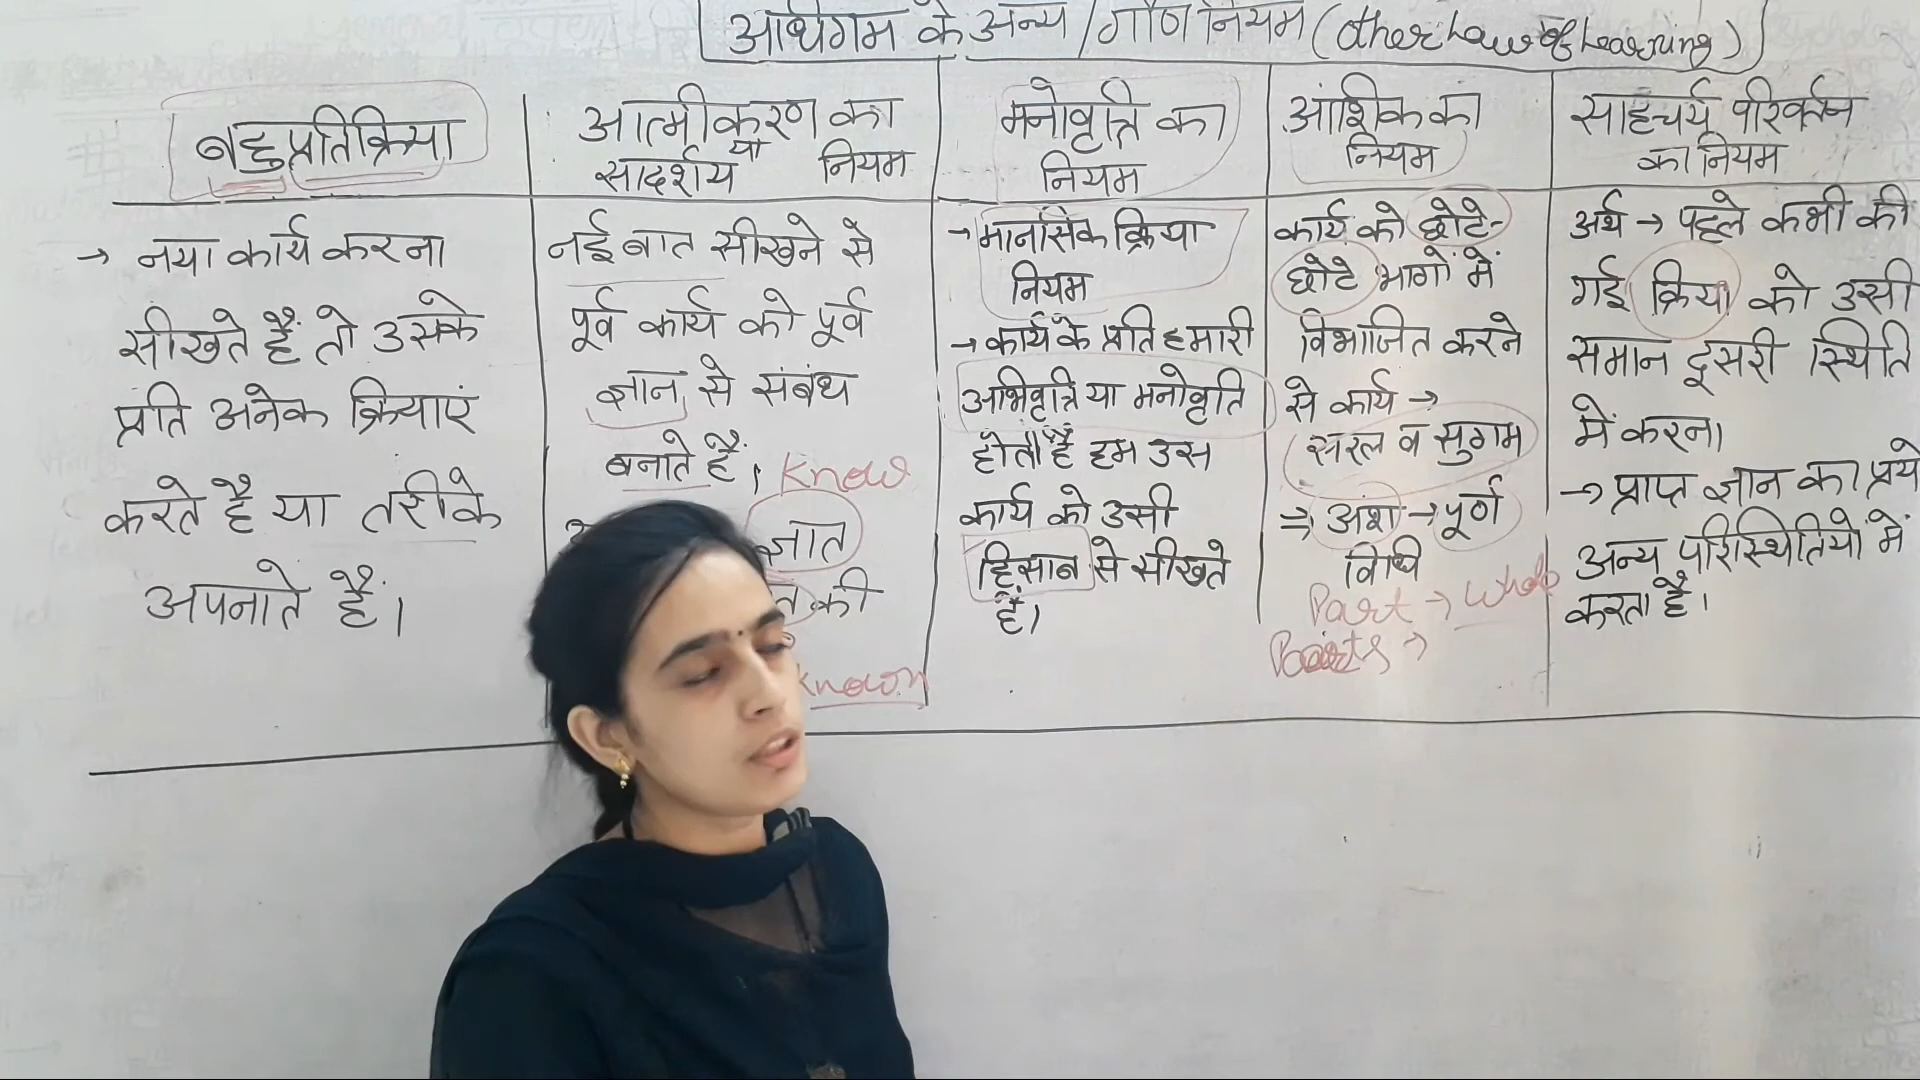 अधिगम के अन्य/गौण नियम (Other Law of Learning)
बहुप्रतिक्रिया
→ नया कार्य करना
सीखते हैं तो उसके
प्रति अनेक क्रियाएं
करते है या तरीके
अपनाते हैं।
आत्मीकरण का
या
सादर्शय नियम
नई बात सीखने से
पूर्व कार्य को पूर्व
ज्ञान से संबंध
बनाते हैं। Know
ज्ञात
की
known
मनोवृत्ति का
नियम
→ मानसिक क्रिया
नियम
→ कार्य के प्रति हमारी
अभिवृत्ति या मनोवृति
होती हैं हम उस
कार्य को उसी
हिसाब से सीखते
हैं।
आंशिक का
नियम
कार्य को छोटे-
छोटे भागों में
विभाजित करने
से कार्य →
सरल व सुगम
⇒ अंश → पूर्ण
विधि
Part → Whole
Parts →
साहचर्य परिवर्तन
का नियम
अर्थ → पहले कभी की
गई क्रिया को उसी
समान दूसरी स्थिति
में करना।
→ प्राप्त ज्ञान का प्रयो
अन्य परिस्थितियों में
करता है।